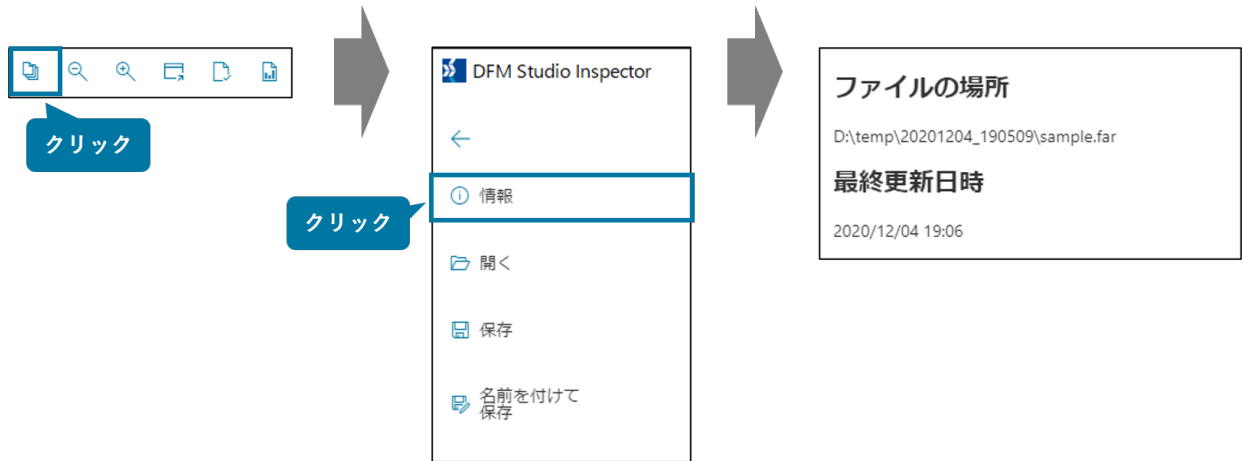 クリック
DFM Studio Inspector
情報
クリック
開く
保存
名前を付けて
保存
ファイルの場所
D:\temp\20201204_190509\sample.far
最終更新日時
2020/12/04 19:06